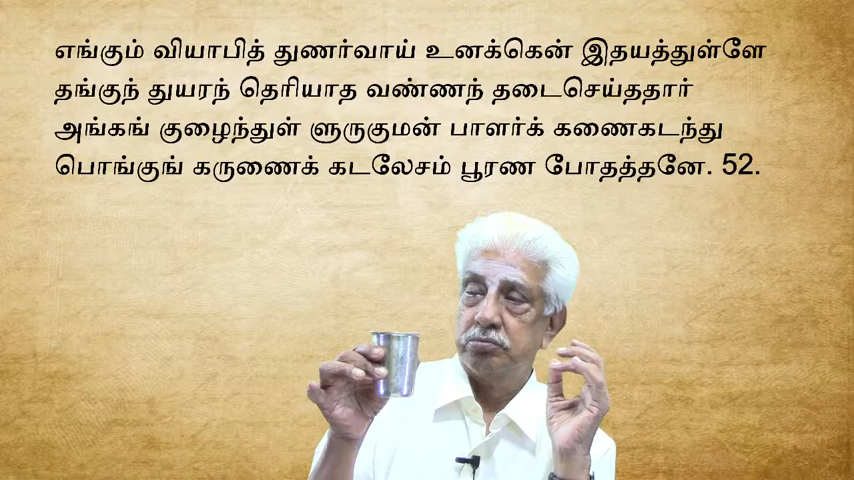 எங்கும் வியாபித் துணர்வாய் உனக்கென் இதயத்துள்ளே
தங்குந் துயரந் தெரியாத வண்ணந் தடைசெய்ததார்
அங்கங் குழைந்துள் ளுருகுமன் பாளர்க் கணைகடந்து
பொங்குங் கருணைக் கடலேசம் பூரண போதத்தனே. 52.